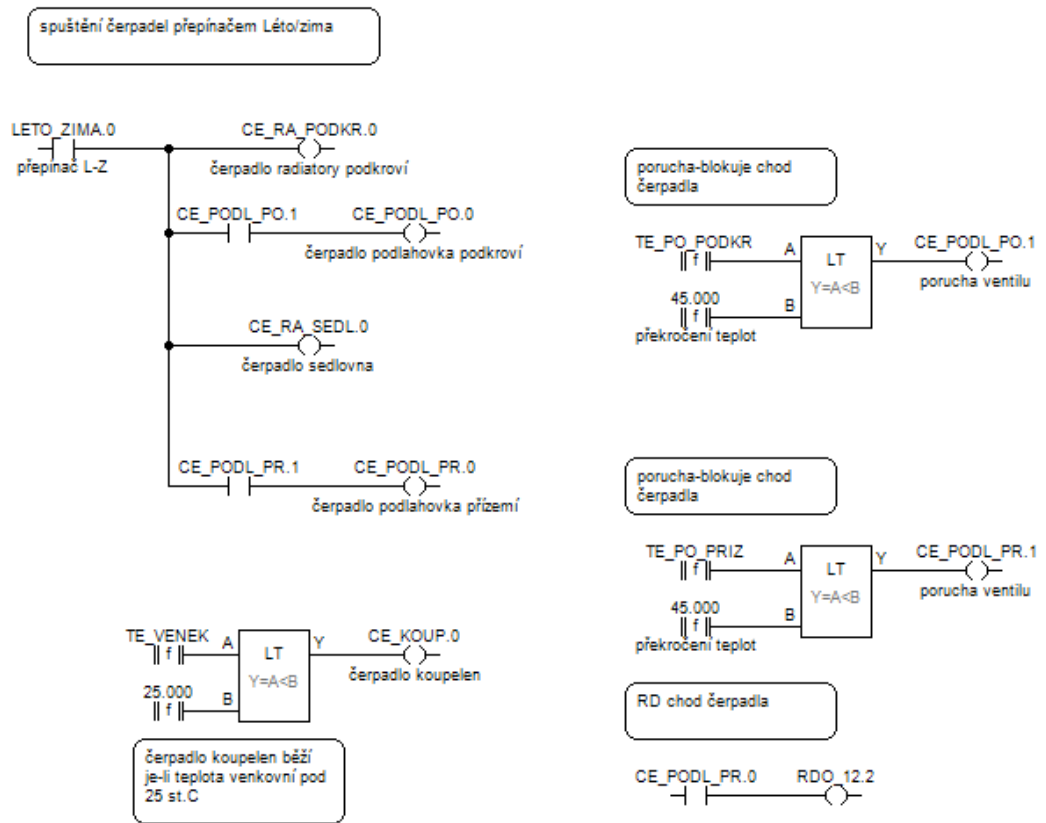 spuštění čerpadel přepínačem Léto/zima
LETO_ZIMA.0
přepínač L-Z
CE_RA_PODKR.0
čerpadlo radiatory podkroví
CE_PODL_PO.1
CE_PODL_PO.0
čerpadlo podlahovka podkroví
CE_RA_SEDL.0
čerpadlo sedlovna
CE_PODL_PR.1
CE_PODL_PR.0
čerpadlo podlahovka přízemí
TE_VENEK
f
A
LT
Y
Y=A<B
25.000
f
B
CE_KOUP.0
čerpadlo koupelen
čerpadlo koupelen běží
je-li teplota venkovní pod
25 st.C
porucha-blokuje chod
čerpadla
TE_PO_PODKR
f
A
LT
Y
Y=A<B
45.000
f
B
překročení teplot
CE_PODL_PO.1
porucha ventilu
porucha-blokuje chod
čerpadla
TE_PO_PRIZ
f
A
LT
Y
Y=A<B
45.000
f
B
překročení teplot
CE_PODL_PR.1
porucha ventilu
RD chod čerpadla
CE_PODL_PR.0
RDO_12.2